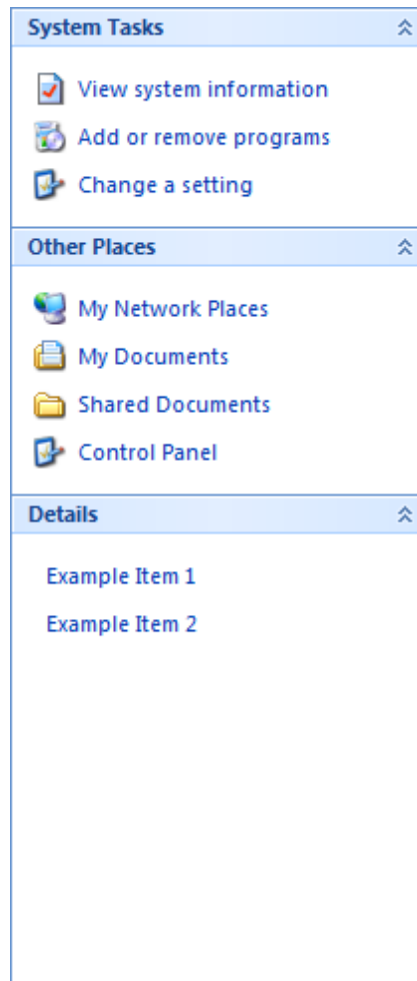 System Tasks
View system information
Add or remove programs
Change a setting
Other Places
My Network Places
My Documents
Shared Documents
Control Panel
Details
Example Item 1
Example Item 2